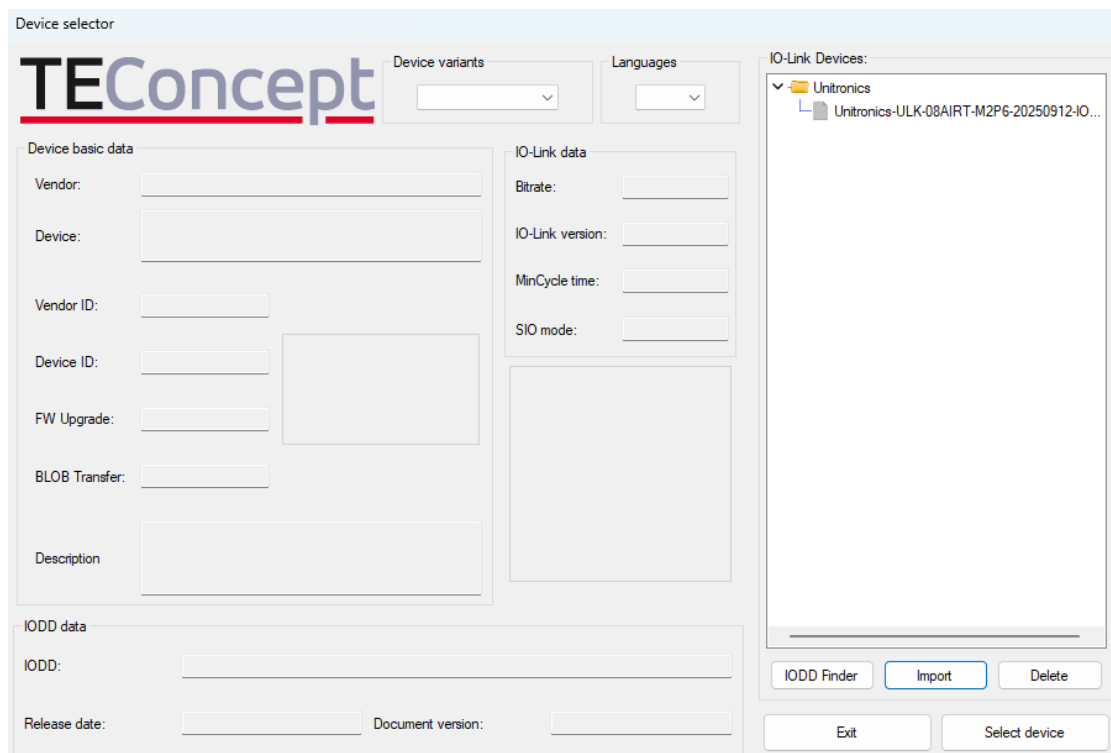 Device selector
TEConcept
Device variants
Languages
Device basic data
Vendor:
Device:
Vendor ID:
Device ID:
FW Upgrade:
BLOB Transfer:
Description
IO-Link data
Bitrate:
IO-Link version:
MinCycle time:
SIO mode:
IODD data
IODD:
Release date:
Document version:
IO-Link Devices:
Unitronics
Unitronics-ULK-08AIRT-M2P6-20250912-IO...
IODD Finder
Import
Delete
Exit
Select device